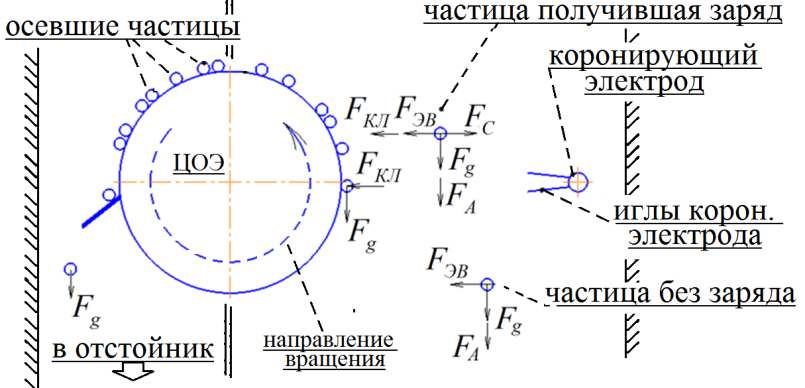 осевшие частицы
частица получившая заряд
коронирующий
электрод
F_КЛ F_ЭВ F_C
F_g
F_A
ЦОЭ
F_КЛ
F_g
иглы корон.
электрода
F_ЭВ
частица без заряда
F_g
F_A
F_g
направление
вращения
в отстойник